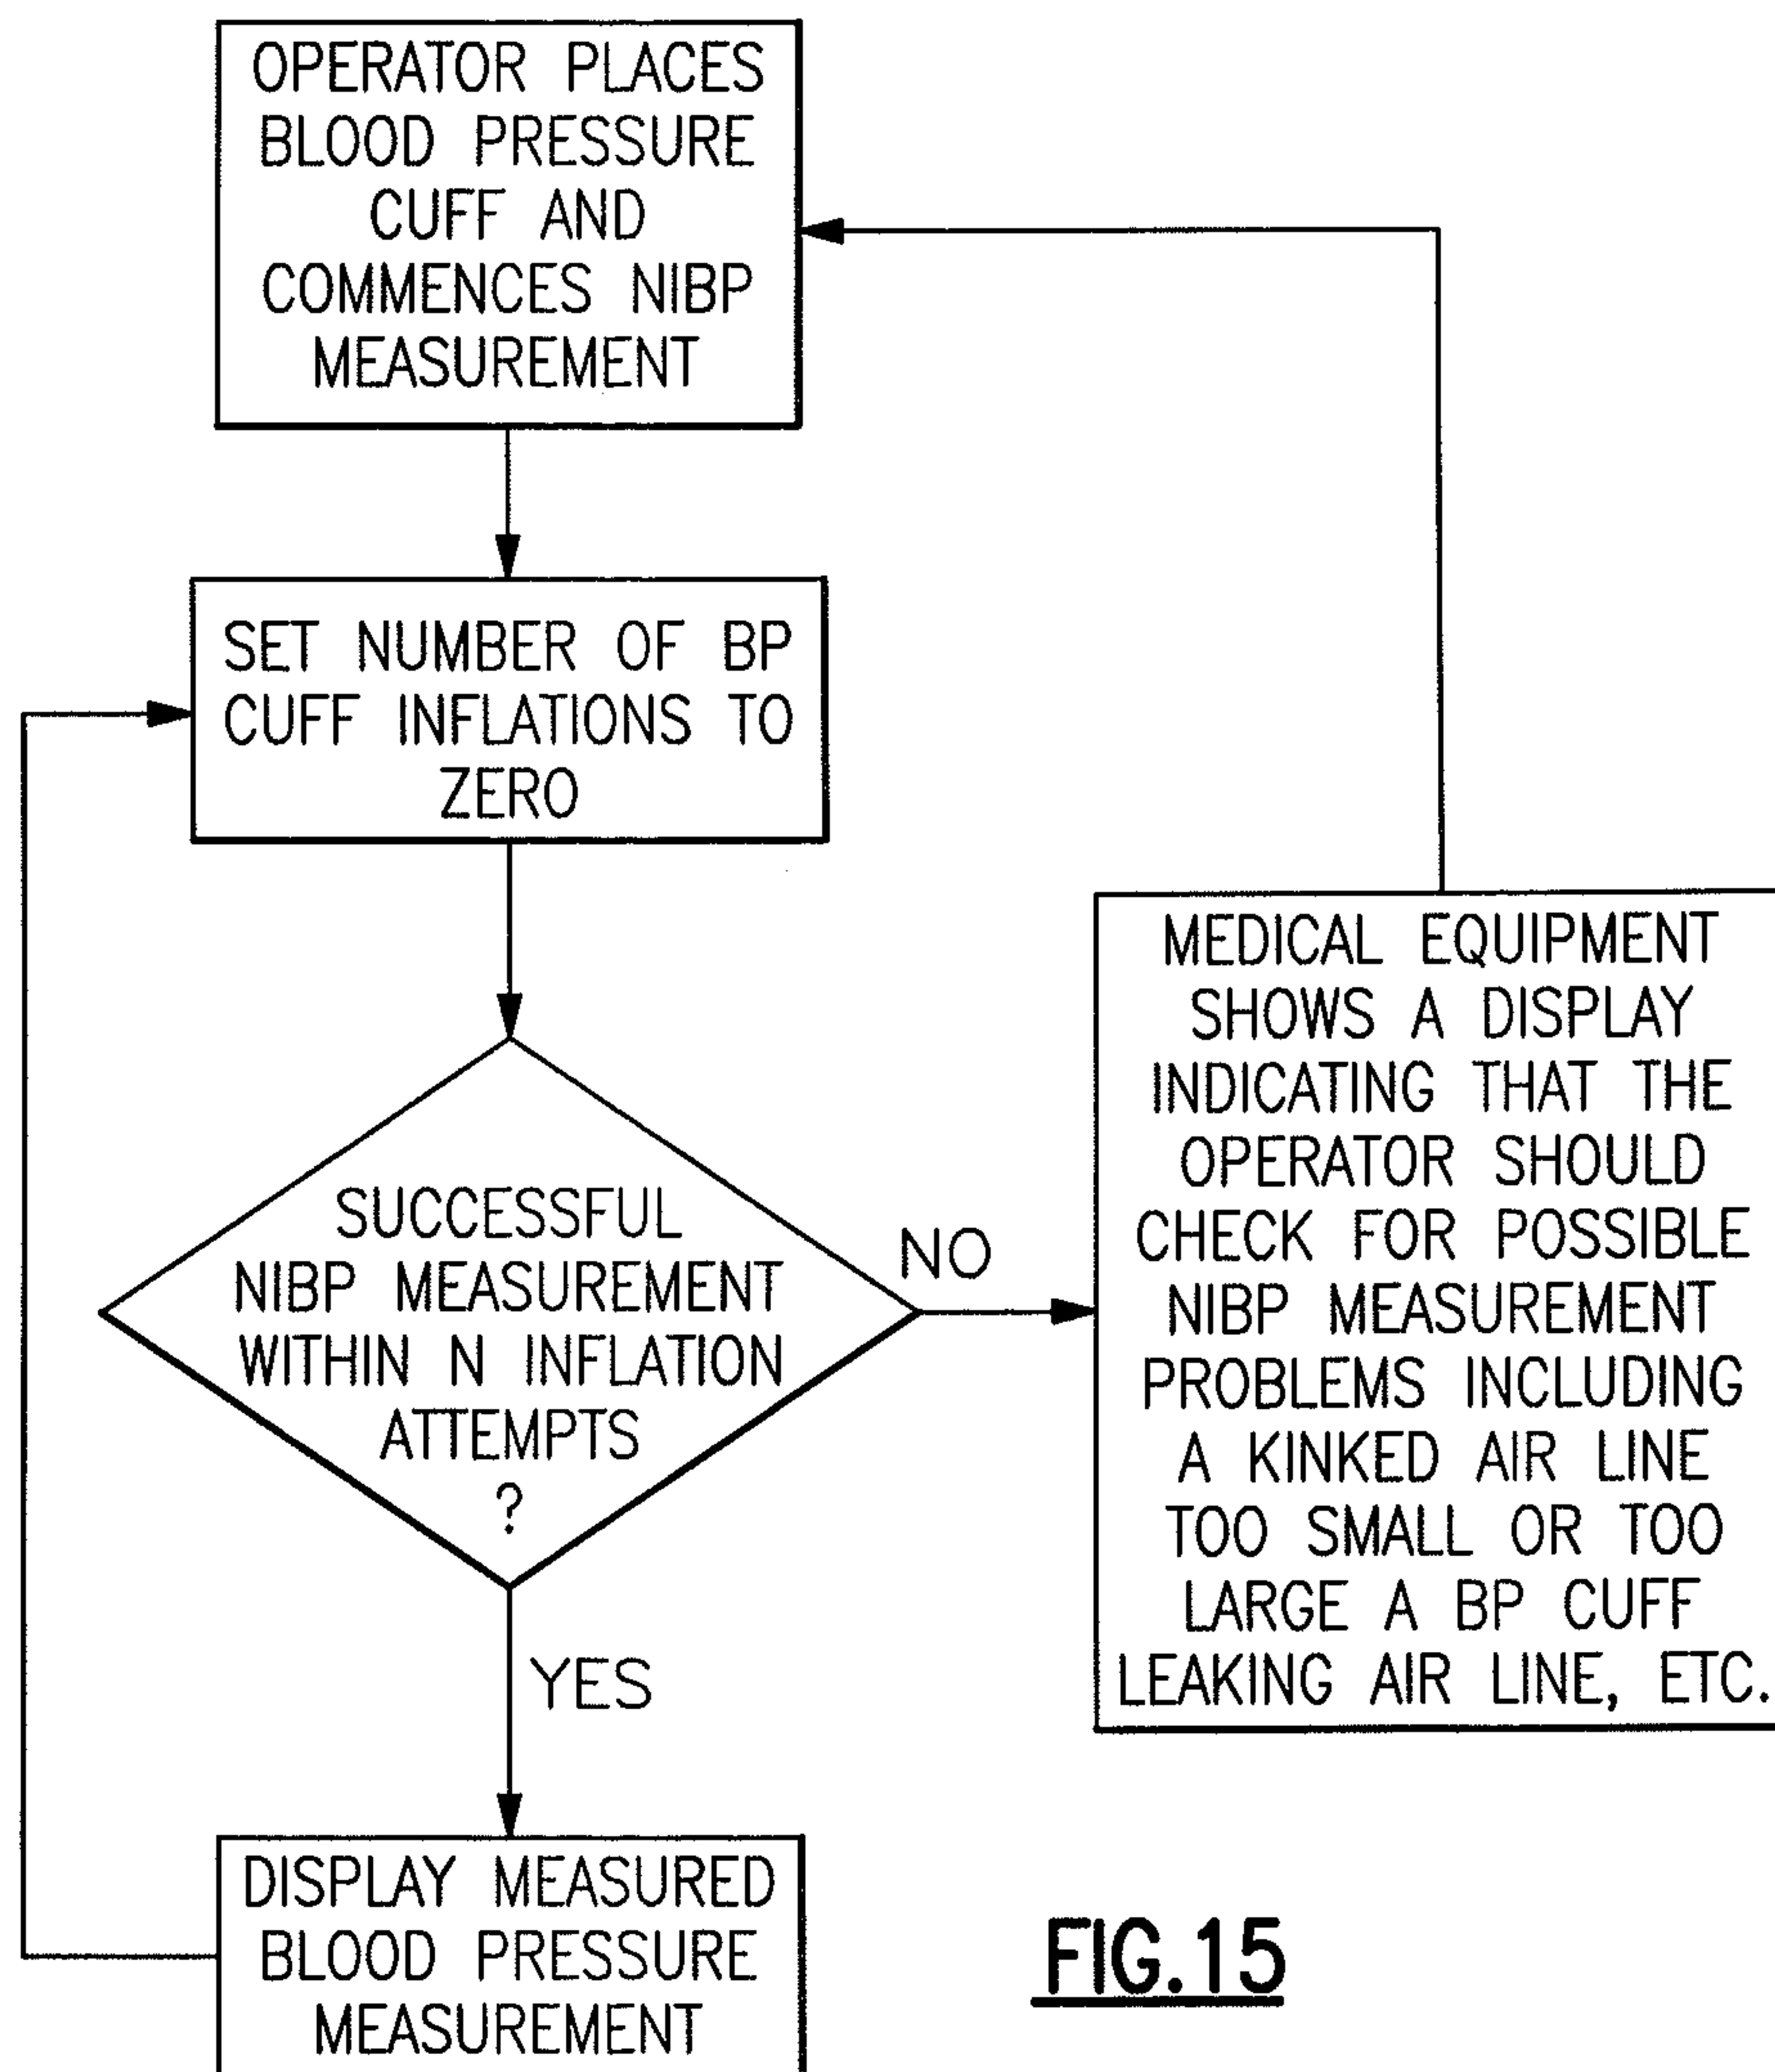 OPERATOR PLACES
BLOOD PRESSURE
CUFF AND
COMMENCES NIBP
MEASUREMENT
SET NUMBER OF BP
CUFF INFLATIONS TO
ZERO
SUCCESSFUL
NIBP MEASUREMENT
WITHIN N INFLATION
ATTEMPTS
?
NO
YES
MEDICAL EQUIPMENT
SHOWS A DISPLAY
INDICATING THAT THE
OPERATOR SHOULD
CHECK FOR POSSIBLE
NIBP MEASUREMENT
PROBLEMS INCLUDING
A KINKED AIR LINE
TOO SMALL OR TOO
LARGE A BP CUFF
LEAKING AIR LINE, ETC.
DISPLAY MEASURED
BLOOD PRESSURE
MEASUREMENT
FIG.15